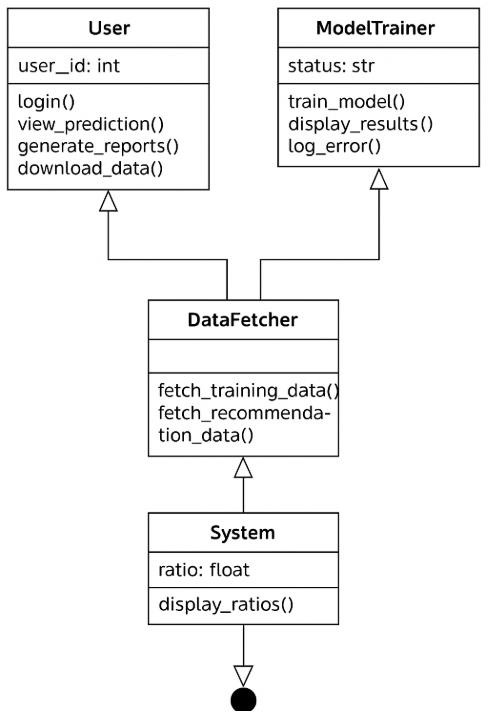 User
user_id: int
login()
view_prediction()
generate_reports()
download_data()
ModelTrainer
status: str
train_model()
display_results()
log_error()
DataFetcher
fetch_training_data()
fetch_recommenda-
tion_data()
System
ratio: float
display_ratios()